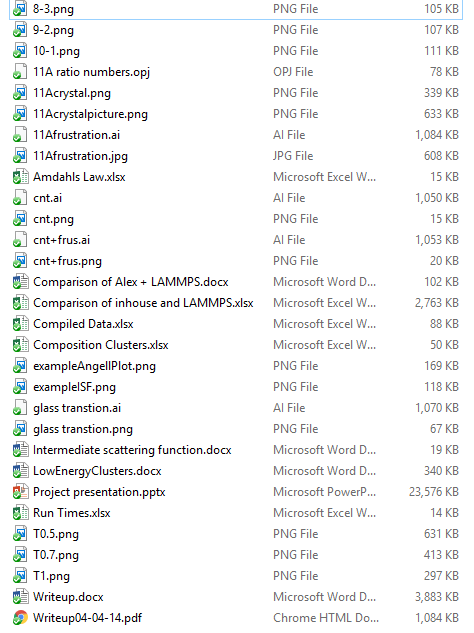 8-3.png PNG File 105 KB
9-2.png PNG File 107 KB
10-1.png PNG File 111 KB
11A ratio numbers.opj OPJ File 78 KB
11Acrystal.png PNG File 339 KB
11Acrystalpicture.png PNG File 633 KB
11Afrustration.ai AI File 1,084 KB
11Afrustration.jpg JPG File 608 KB
Amdahls Law.xlsx Microsoft Excel W... 15 KB
cnt.ai AI File 1,050 KB
cnt.png PNG File 15 KB
cnt+frus.ai AI File 1,053 KB
cnt+frus.png PNG File 20 KB
Comparison of Alex + LAMMPS.docx Microsoft Word D... 102 KB
Comparison of inhouse and LAMMPS.xlsx Microsoft Excel W... 2,763 KB
Compiled Data.xlsx Microsoft Excel W... 88 KB
Composition Clusters.xlsx Microsoft Excel W... 50 KB
exampleAngellPlot.png PNG File 169 KB
exampleISF.png PNG File 118 KB
glass transtion.ai AI File 1,070 KB
glass transtion.png PNG File 67 KB
Intermediate scattering function.docx Microsoft Word D... 19 KB
LowEnergyClusters.docx Microsoft Word D... 340 KB
Project presentation.pptx Microsoft PowerP... 23,576 KB
Run Times.xlsx Microsoft Excel W... 14 KB
T0.5.png PNG File 631 KB
T0.7.png PNG File 413 KB
T1.png PNG File 297 KB
Writeup.docx Microsoft Word D... 3,883 KB
Writeup04-04-14.pdf Chrome HTML Do... 1,084 KB